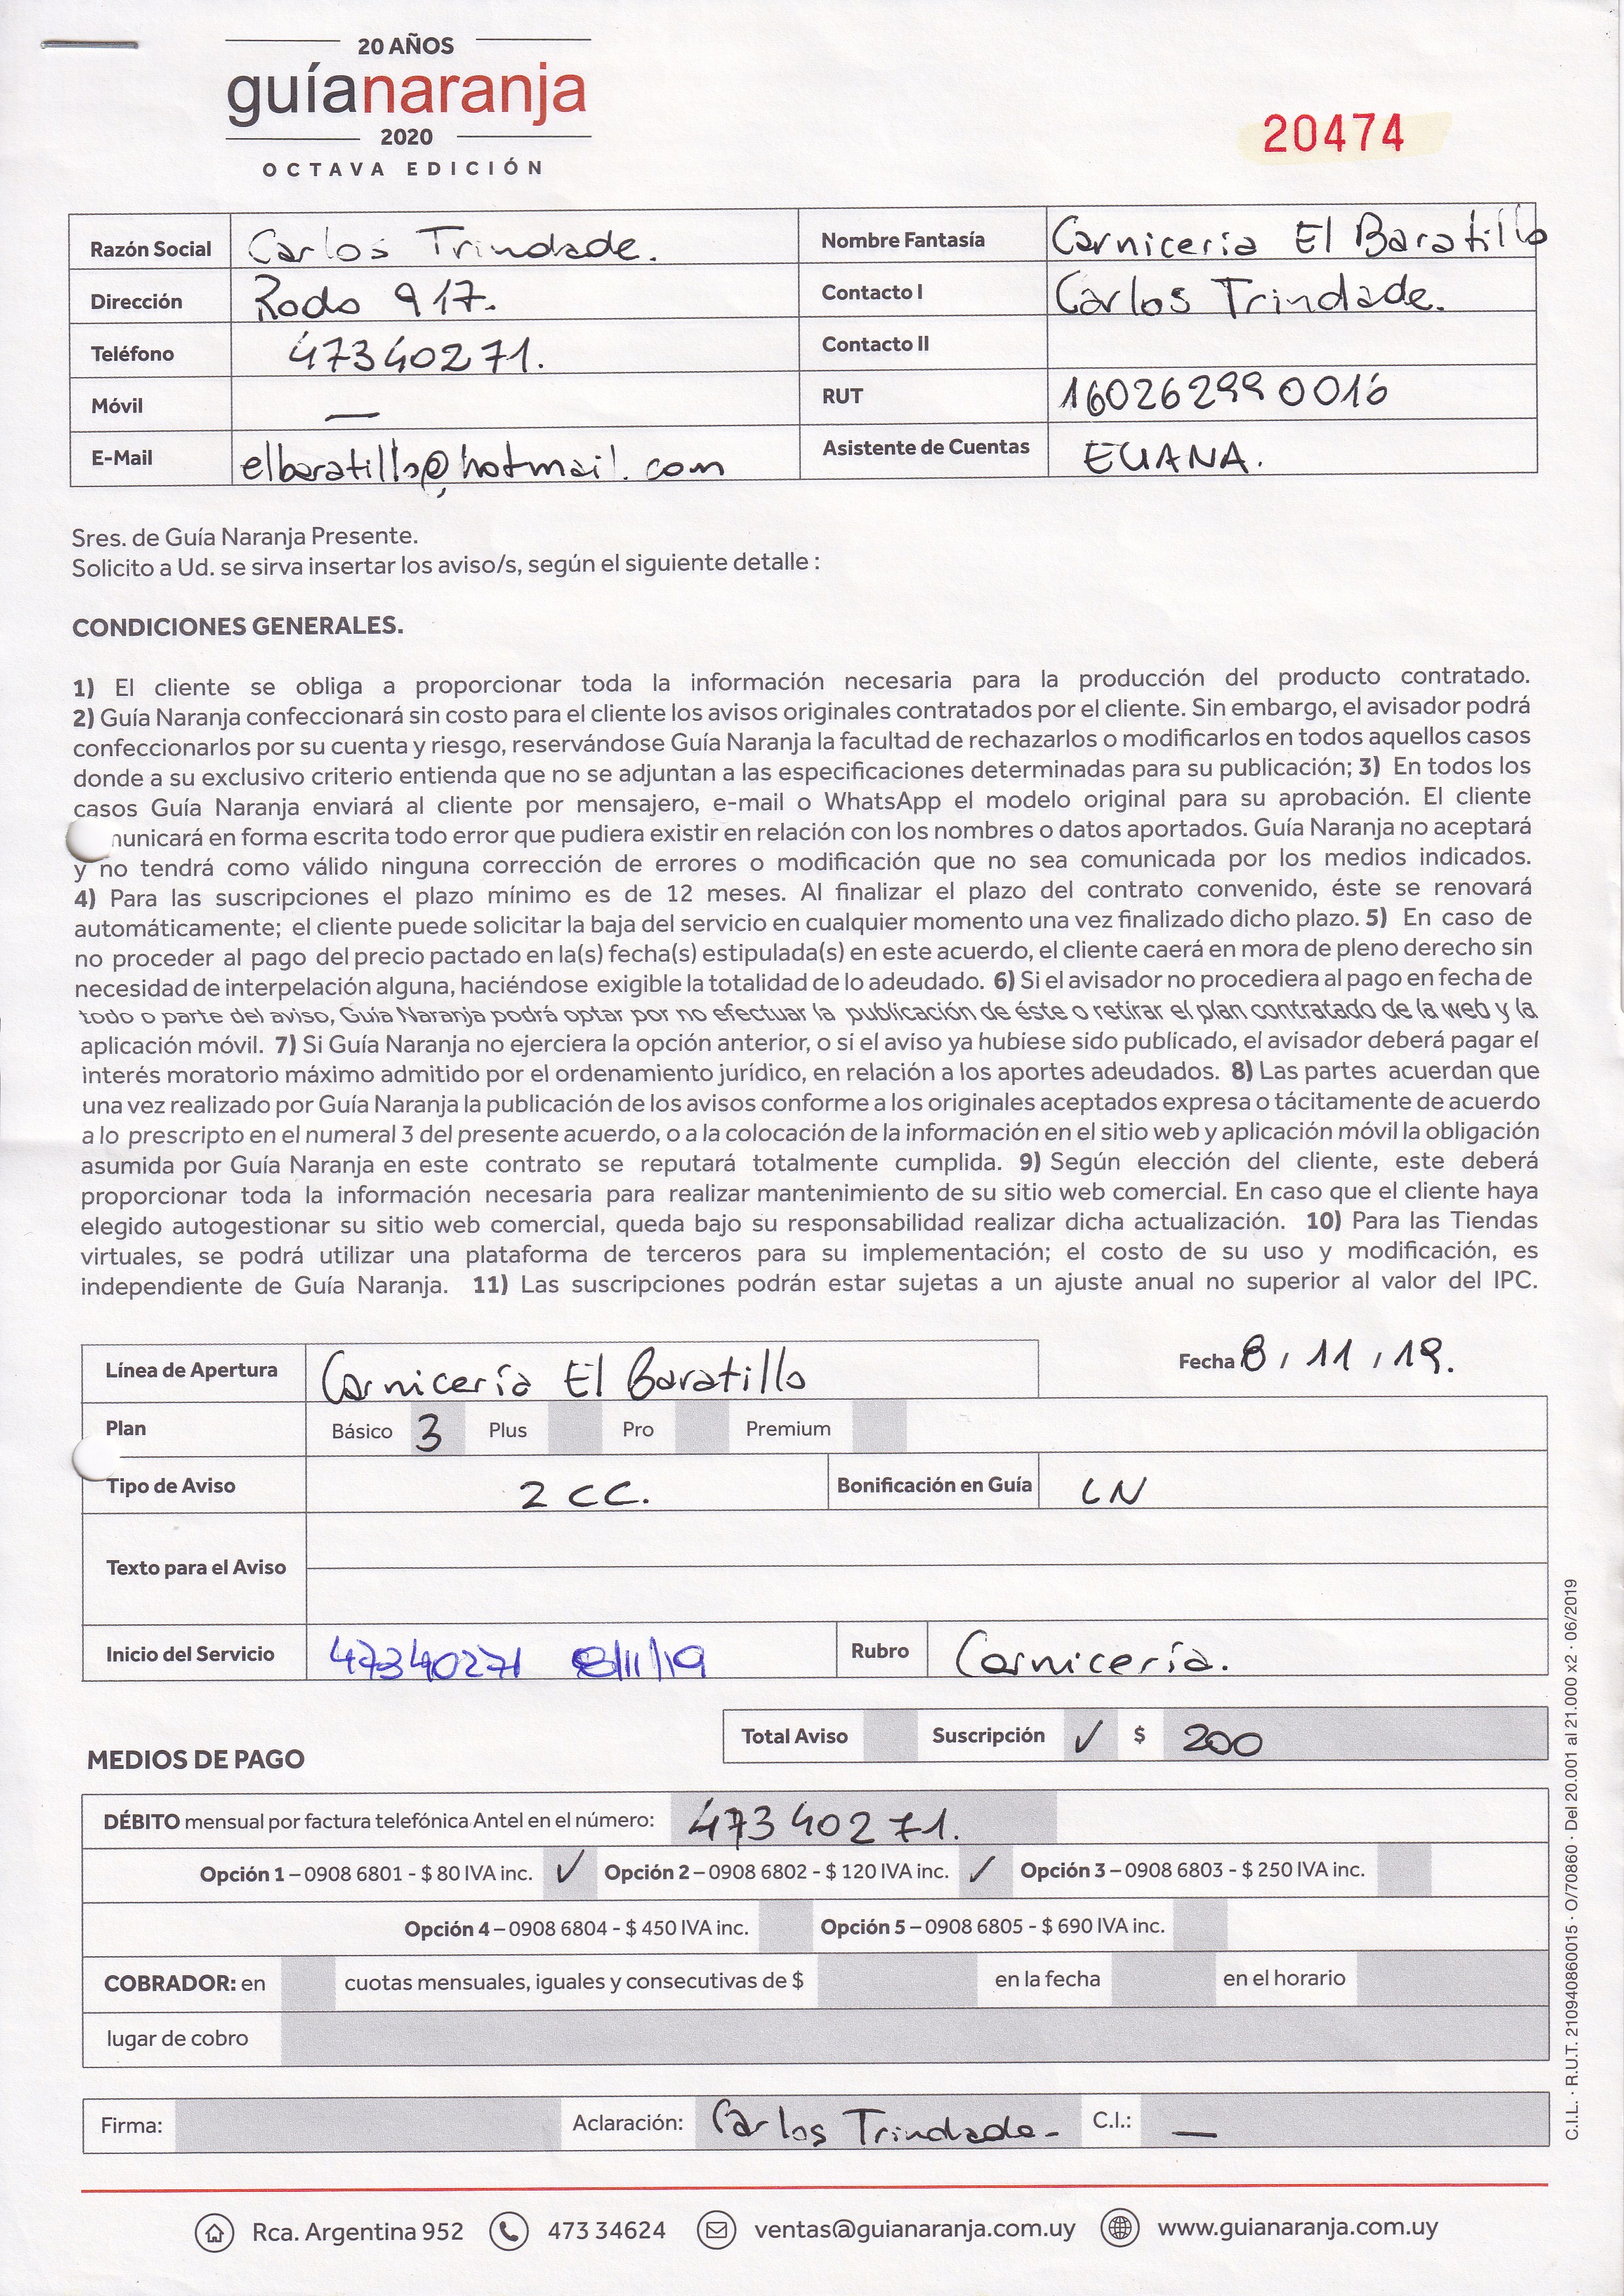 20 AÑOS
guíanaranja
2020
OCTAVA EDICIÓN
20474
Razón Social Carlos Trindade. Nombre Fantasía Carniceria El Baratillo
Dirección Rodo 917. Contacto I Carlos Trindade.
Teléfono 47340271. Contacto II
Móvil — RUT 160262990016
E-Mail elbaratillo@hotmail.com Asistente de Cuentas ELIANA.
Sres. de Guía Naranja Presente.
Solicito a Ud. se sirva insertar los aviso/s, según el siguiente detalle :
CONDICIONES GENERALES.
1) El cliente se obliga a proporcionar toda la información necesaria para la producción del producto contratado.
2) Guía Naranja confeccionará sin costo para el cliente los avisos originales contratados por el cliente. Sin embargo, el avisador podrá
confeccionarlos por su cuenta y riesgo, reservándose Guía Naranja la facultad de rechazarlos o modificarlos en todos aquellos casos
donde a su exclusivo criterio entienda que no se adjuntan a las especificaciones determinadas para su publicación; 3) En todos los
casos Guía Naranja enviará al cliente por mensajero, e-mail o WhatsApp el modelo original para su aprobación. El cliente
municará en forma escrita todo error que pudiera existir en relación con los nombres o datos aportados. Guía Naranja no aceptará
y no tendrá como válido ninguna corrección de errores o modificación que no sea comunicada por los medios indicados.
4) Para las suscripciones el plazo mínimo es de 12 meses. Al finalizar el plazo del contrato convenido, éste se renovará
automáticamente; el cliente puede solicitar la baja del servicio en cualquier momento una vez finalizado dicho plazo. 5) En caso de
no proceder al pago del precio pactado en la(s) fecha(s) estipulada(s) en este acuerdo, el cliente caerá en mora de pleno derecho sin
necesidad de interpelación alguna, haciéndose exigible la totalidad de lo adeudado. 6) Si el avisador no procediera al pago en fecha de
todo o parte del aviso, Guía Naranja podrá optar por no efectuar la publicación de éste o retirar el plan contratado de la web y la
aplicación móvil. 7) Si Guía Naranja no ejerciera la opción anterior, o si el aviso ya hubiese sido publicado, el avisador deberá pagar el
interés moratorio máximo admitido por el ordenamiento jurídico, en relación a los aportes adeudados. 8) Las partes acuerdan que
una vez realizado por Guía Naranja la publicación de los avisos conforme a los originales aceptados expresa o tácitamente de acuerdo
a lo prescripto en el numeral 3 del presente acuerdo, o a la colocación de la información en el sitio web y aplicación móvil la obligación
asumida por Guía Naranja en este contrato se reputará totalmente cumplida. 9) Según elección del cliente, este deberá
proporcionar toda la información necesaria para realizar mantenimiento de su sitio web comercial. En caso que el cliente haya
elegido autogestionar su sitio web comercial, queda bajo su responsabilidad realizar dicha actualización. 10) Para las Tiendas
virtuales, se podrá utilizar una plataforma de terceros para su implementación; el costo de su uso y modificación, es
independiente de Guía Naranja. 11) Las suscripciones podrán estar sujetas a un ajuste anual no superior al valor del IPC.
Línea de Apertura Carnicería El Baratillo Fecha 8 / 11 / 19.
Plan Básico 3 Plus Pro Premium
Tipo de Aviso 2 CC. Bonificación en Guía LN
Texto para el Aviso
Inicio del Servicio 47340271 8/11/19 Rubro Carnicería.
Total Aviso Suscripción ✓ $ 200
MEDIOS DE PAGO
DÉBITO mensual por factura telefónica Antel en el número: 47340271.
Opción 1 – 0908 6801 - $ 80 IVA inc. ✓ Opción 2 – 0908 6802 - $ 120 IVA inc. ✓ Opción 3 – 0908 6803 - $ 250 IVA inc.
Opción 4 – 0908 6804 - $ 450 IVA inc. Opción 5 – 0908 6805 - $ 690 IVA inc.
COBRADOR: en cuotas mensuales, iguales y consecutivas de $ en la fecha en el horario
lugar de cobro
Firma: Aclaración: Carlos Trindade- C.I.: —
Rca. Argentina 952 473 34624 ventas@guianaranja.com.uy www.guianaranja.com.uy
C.I.L. · R.U.T. 210940860015 · O/70860 · Del 20.001 al 21.000 x2 · 06/2019